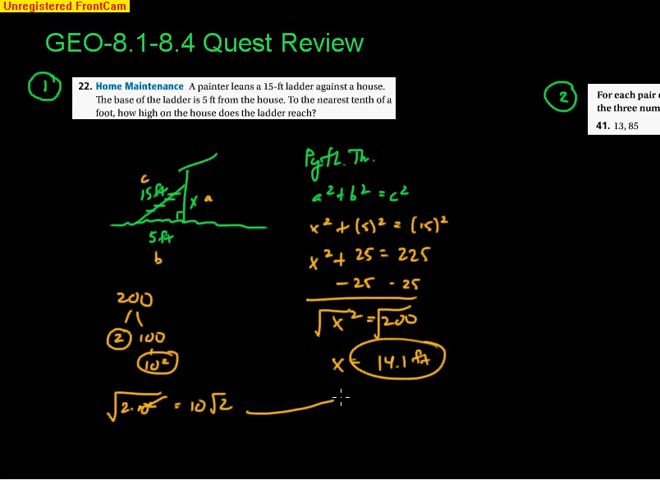 Unregistered FrontCam
GEO-8.1-8.4 Quest Review
1
22. Home Maintenance A painter leans a 15-ft ladder against a house.
The base of the ladder is 5 ft from the house. To the nearest tenth of a
foot, how high on the house does the ladder reach?
2
For each pair
the three num
41. 13, 85
c
15 ft
x a
5 ft
b
Pyth. Th.
a² + b² = c²
x² + (5)² = (15)²
x² + 25 = 225
- 25 - 25
√x² = √200
x = 14.1 ft
200
2 100
10²
√2·10² = 10√2